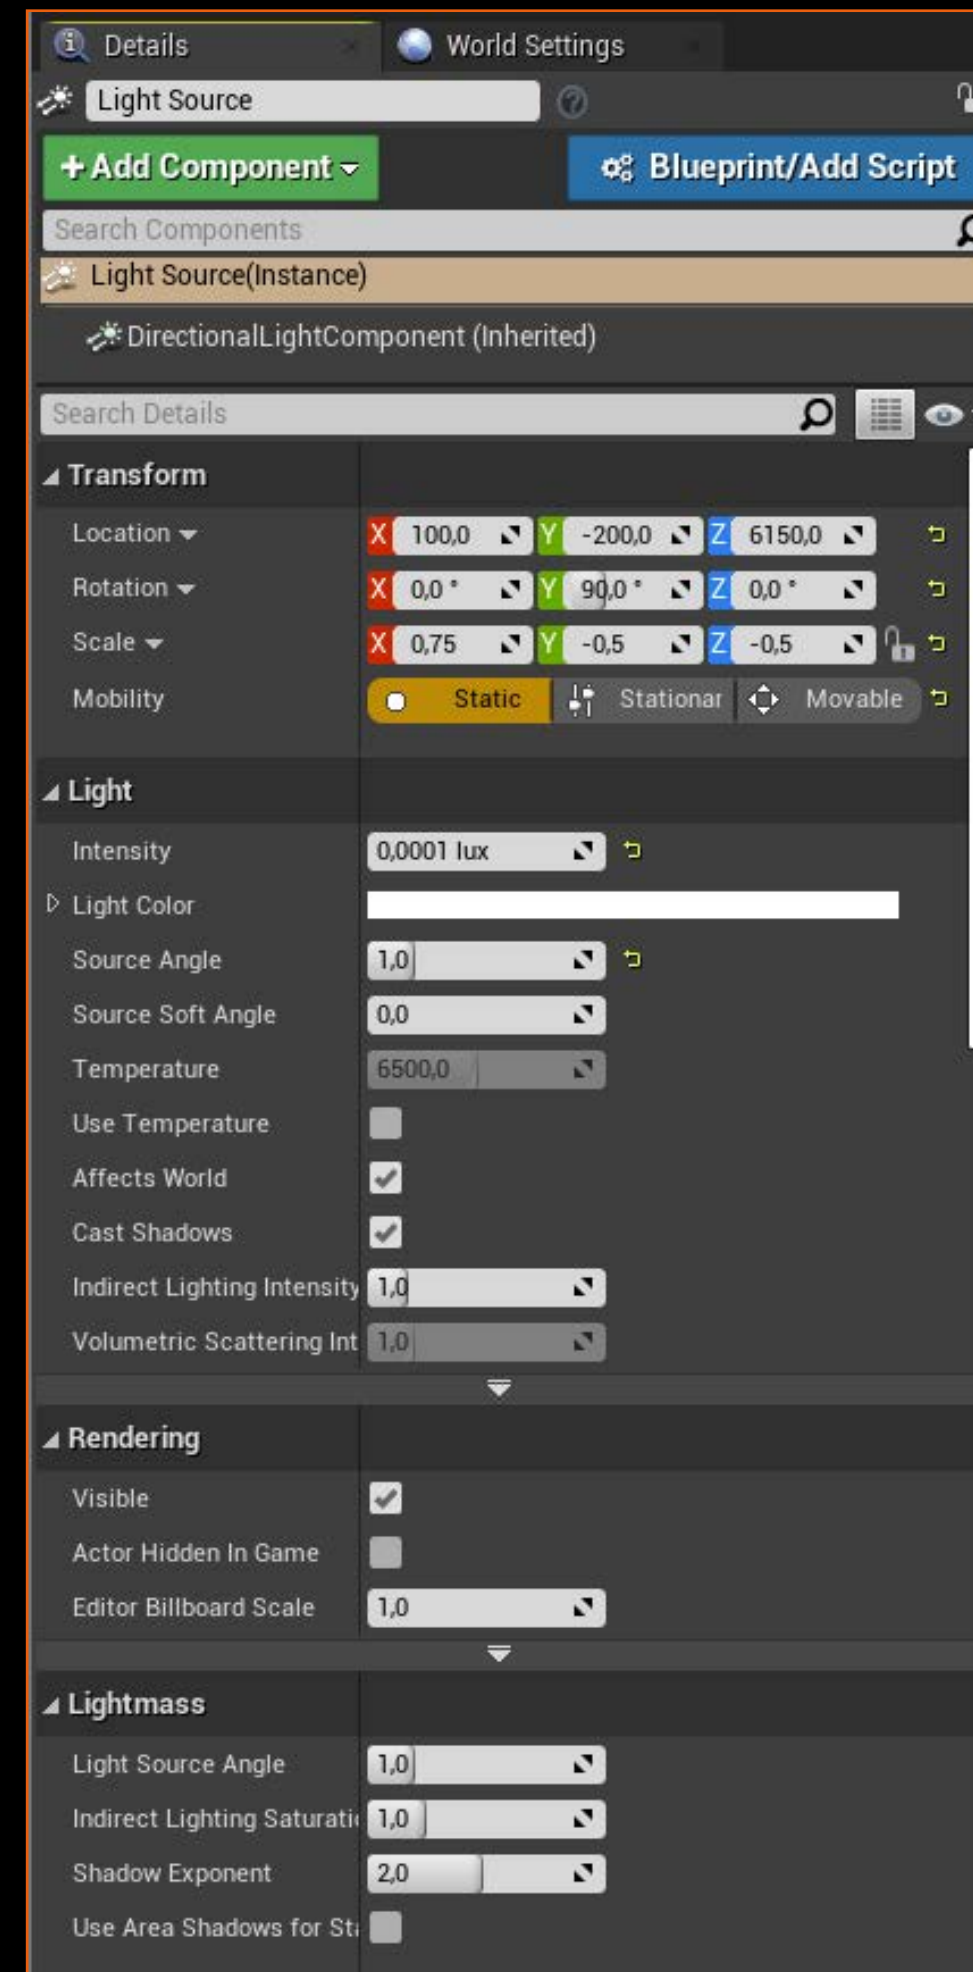 Details
World Settings
Light Source
+ Add Component
Blueprint/Add Script
Search Components
Light Source(Instance)
DirectionalLightComponent (Inherited)
Search Details
Transform
Location X 100,0 Y -200,0 Z 6150,0
Rotation X 0,0 ° Y 90,0 ° Z 0,0 °
Scale X 0,75 Y -0,5 Z -0,5
Mobility Static Stationar Movable
Light
Intensity 0,0001 lux
Light Color
Source Angle 1,0
Source Soft Angle 0,0
Temperature 6500,0
Use Temperature
Affects World
Cast Shadows
Indirect Lighting Intensity 1,0
Volumetric Scattering Int 1,0
Rendering
Visible
Actor Hidden In Game
Editor Billboard Scale 1,0
Lightmass
Light Source Angle 1,0
Indirect Lighting Saturati 1,0
Shadow Exponent 2,0
Use Area Shadows for Sta